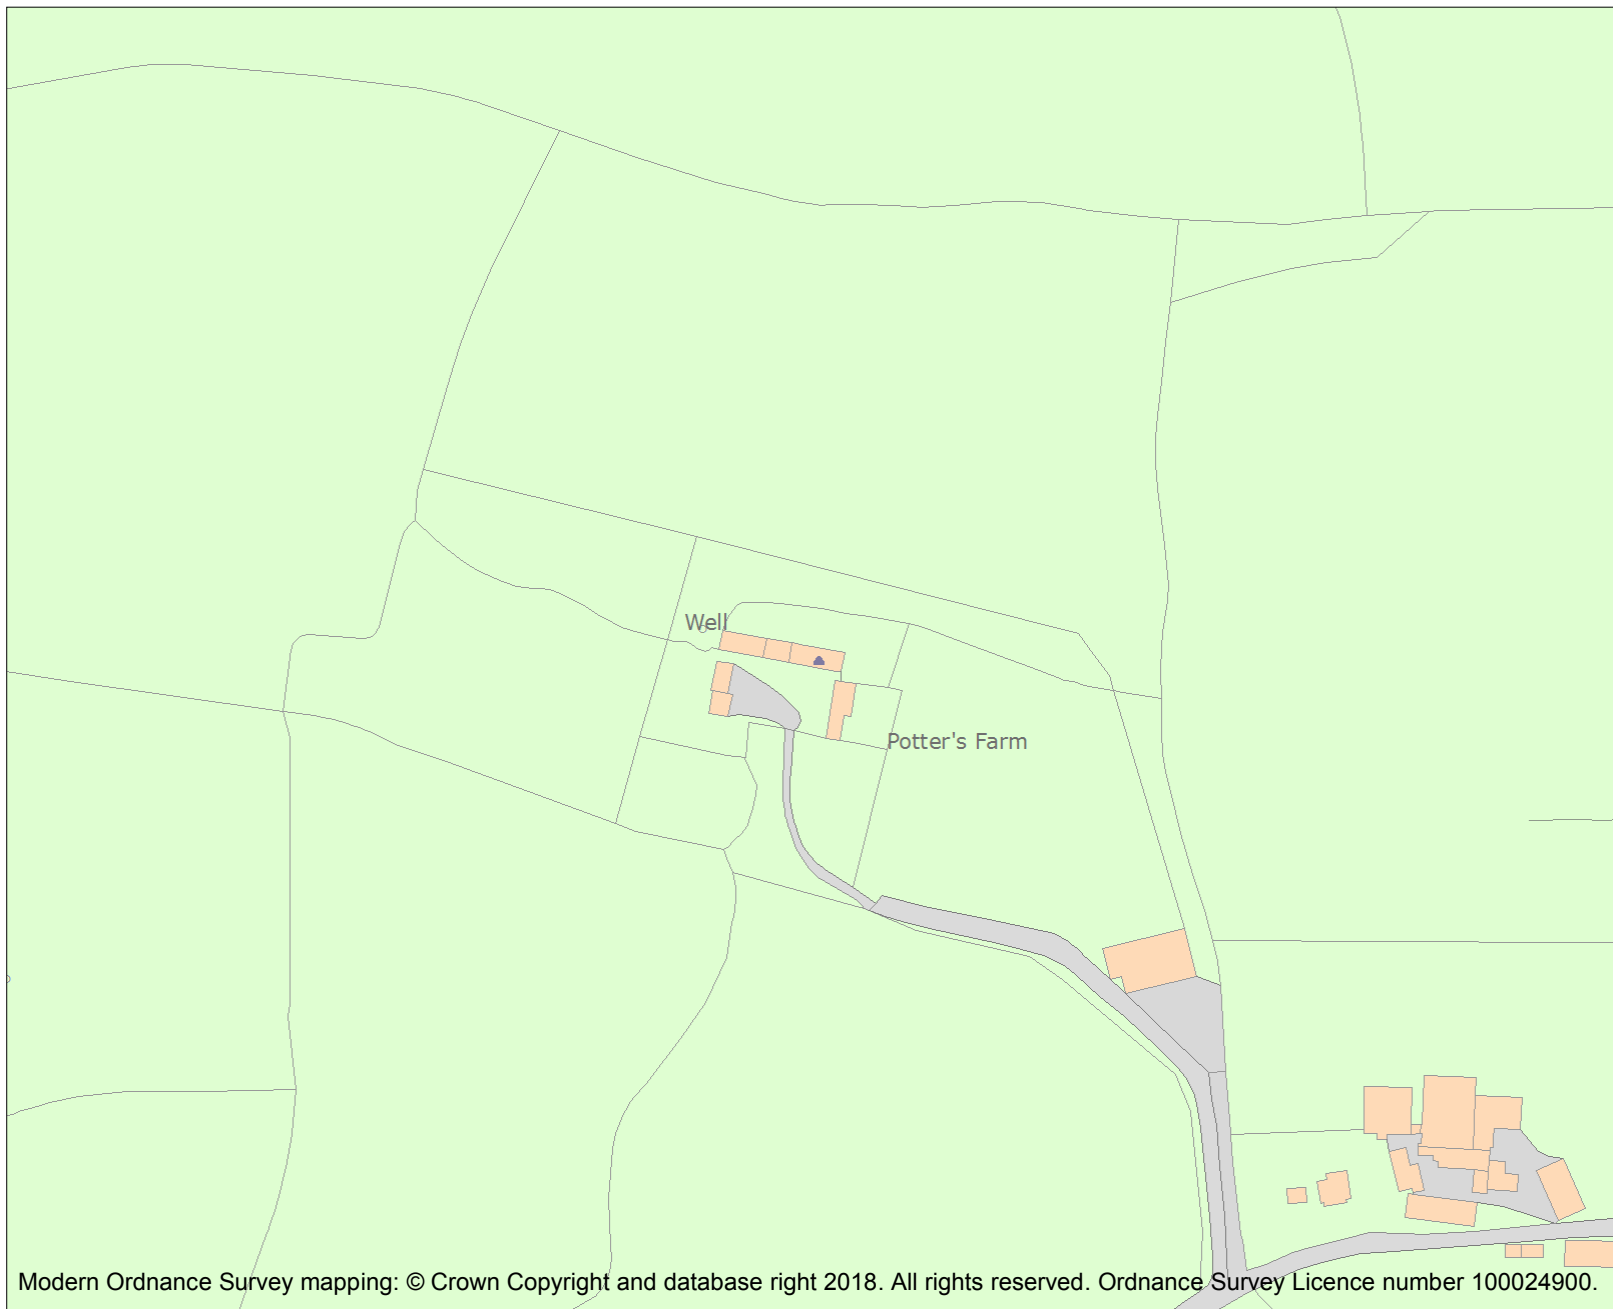 Well
Potter's Farm
Modern Ordnance Survey mapping: © Crown Copyright and database right 2018. All rights reserved. Ordnance Survey Licence number 100024900.